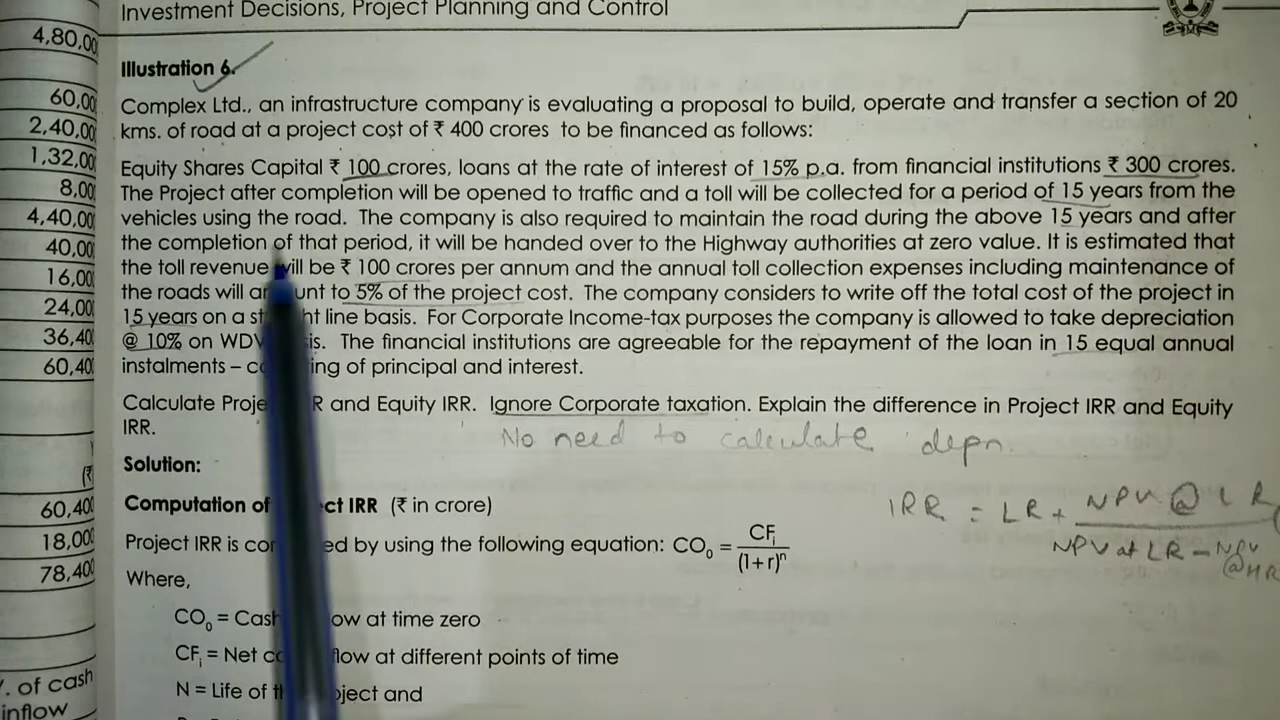 Investment Decisions, Project Planning and Control
4,80,00
60,00
2,40,00
1,32,00
8,00
4,40,00
40,00
16,00
24,00
36,40
60,40
(₹
60,400
18,000
78,400
. of cash
inflow
Illustration 6.
Complex Ltd., an infrastructure company is evaluating a proposal to build, operate and transfer a section of 20
kms. of road at a project cost of ₹ 400 crores to be financed as follows:
Equity Shares Capital ₹ 100 crores, loans at the rate of interest of 15% p.a. from financial institutions ₹ 300 crores.
The Project after completion will be opened to traffic and a toll will be collected for a period of 15 years from the
vehicles using the road. The company is also required to maintain the road during the above 15 years and after
the completion of that period, it will be handed over to the Highway authorities at zero value. It is estimated that
the toll revenue will be ₹ 100 crores per annum and the annual toll collection expenses including maintenance of
the roads will unt to 5% of the project cost. The company considers to write off the total cost of the project in
15 years on a ht line basis. For Corporate Income-tax purposes the company is allowed to take depreciation
@ 10% on WDV is. The financial institutions are agreeable for the repayment of the loan in 15 equal annual
instalments – ing of principal and interest.
Calculate R and Equity IRR. Ignore Corporate taxation. Explain the difference in Project IRR and Equity
IRR.
No need to calculate depn.
Solution:
Computation of ct IRR (₹ in crore)
IRR = LR + NPV @ LR
NPV at LR – NPV @HR
Project IRR is ed by using the following equation: CO₀ = CFᵢ / (1+r)ⁿ
Where,
CO₀ = Cash ow at time zero
CFᵢ = Net flow at different points of time
N = Life of ject and